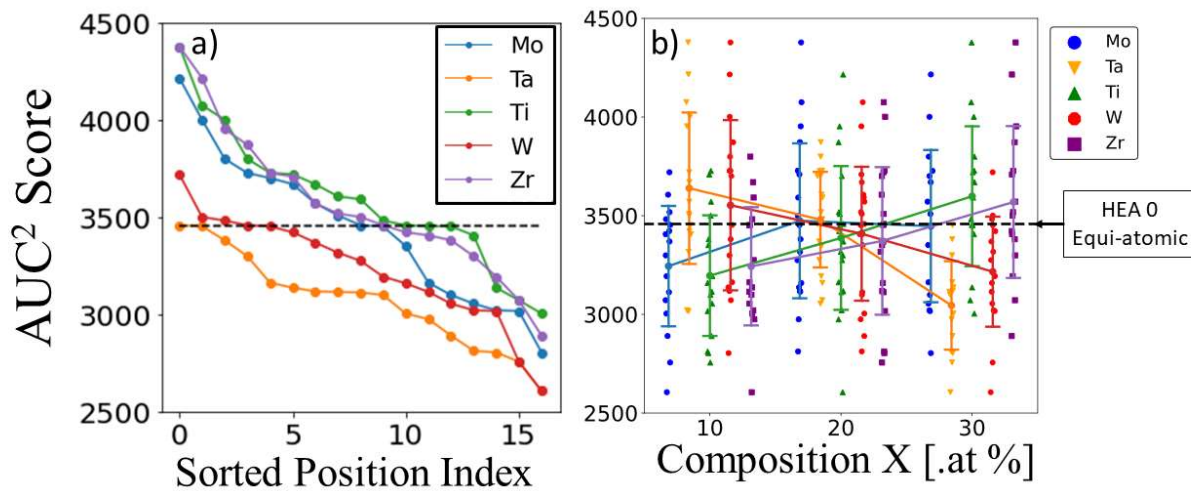 AUC² Score
4500
4000
3500
3000
2500
a)
Mo
Ta
Ti
W
Zr
0
5
10
15
Sorted Position Index
4500
4000
3500
3000
2500
b)
10
20
30
Composition X [.at %]
Mo
Ta
Ti
W
Zr
HEA 0
Equi-atomic